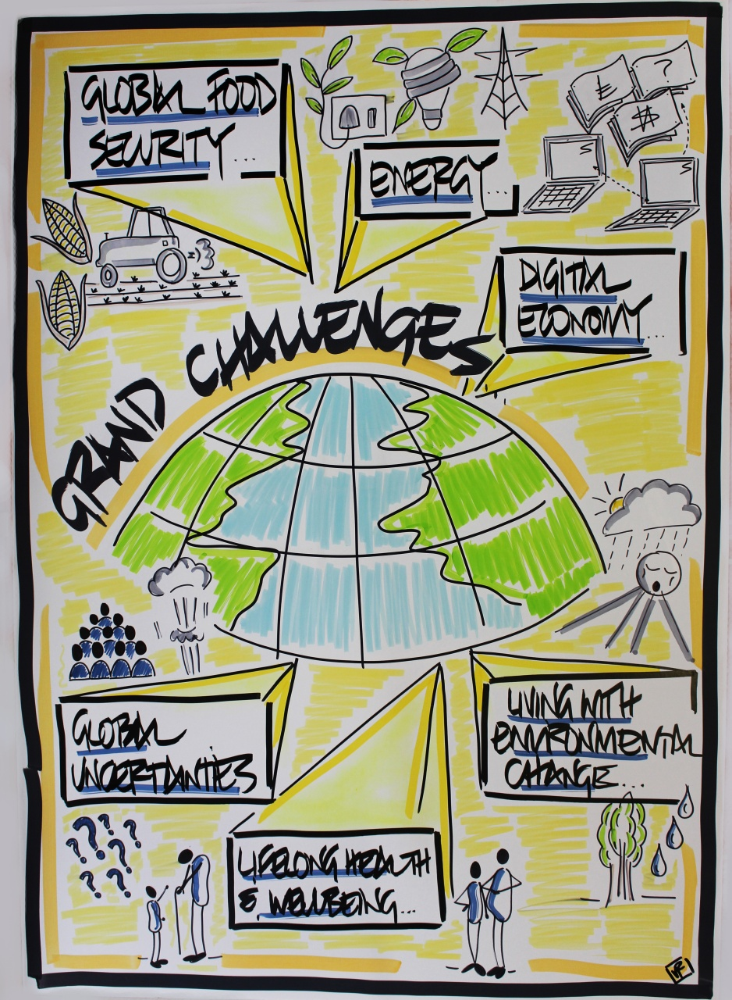 GLOBAL FOOD
SECURITY ...
ENERGY ...
£ ?
DIGITAL
ECONOMY ...
GRAND CHALLENGES
GLOBAL
UNCERTAINTIES
LIVING WITH
ENVIRONMENTAL
CHANGE ...
? ? ? ? ? ? ?
LIFELONG HEALTH
& WELLBEING ...